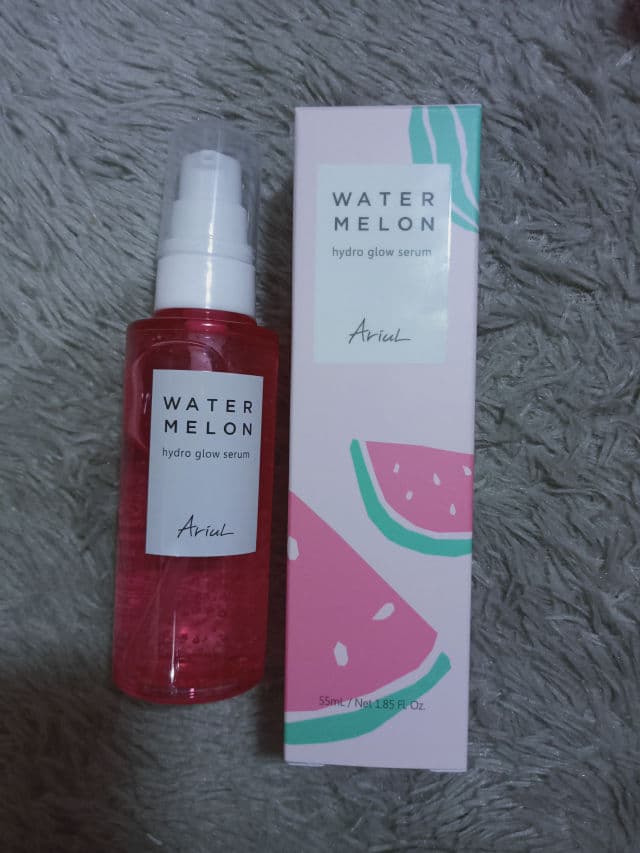 WATER
MELON
hydro glow serum
Ariul
WATER
MELON
hydro glow serum
Ariul
55mL / Net 1.85 Fl. Oz.